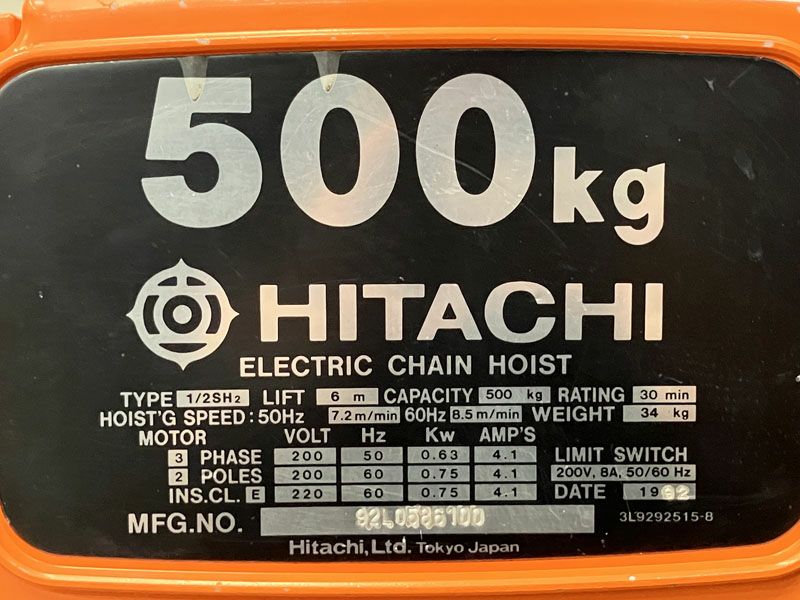 500kg
HITACHI
ELECTRIC CHAIN HOIST
TYPE 1/2SH2 LIFT 6 m CAPACITY 500 kg RATING 30 min
HOIST'G SPEED: 50Hz 7.2 m/min 60Hz 8.5 m/min WEIGHT 34 kg
MOTOR VOLT Hz Kw AMP'S
3 PHASE 200 50 0.63 4.1 LIMIT SWITCH
2 POLES 200 60 0.75 4.1 200V, 8A, 50/60 Hz
INS.CL. E 220 60 0.75 4.1 DATE 1992
MFG.NO.
3L9292515-8
Hitachi, Ltd. Tokyo Japan